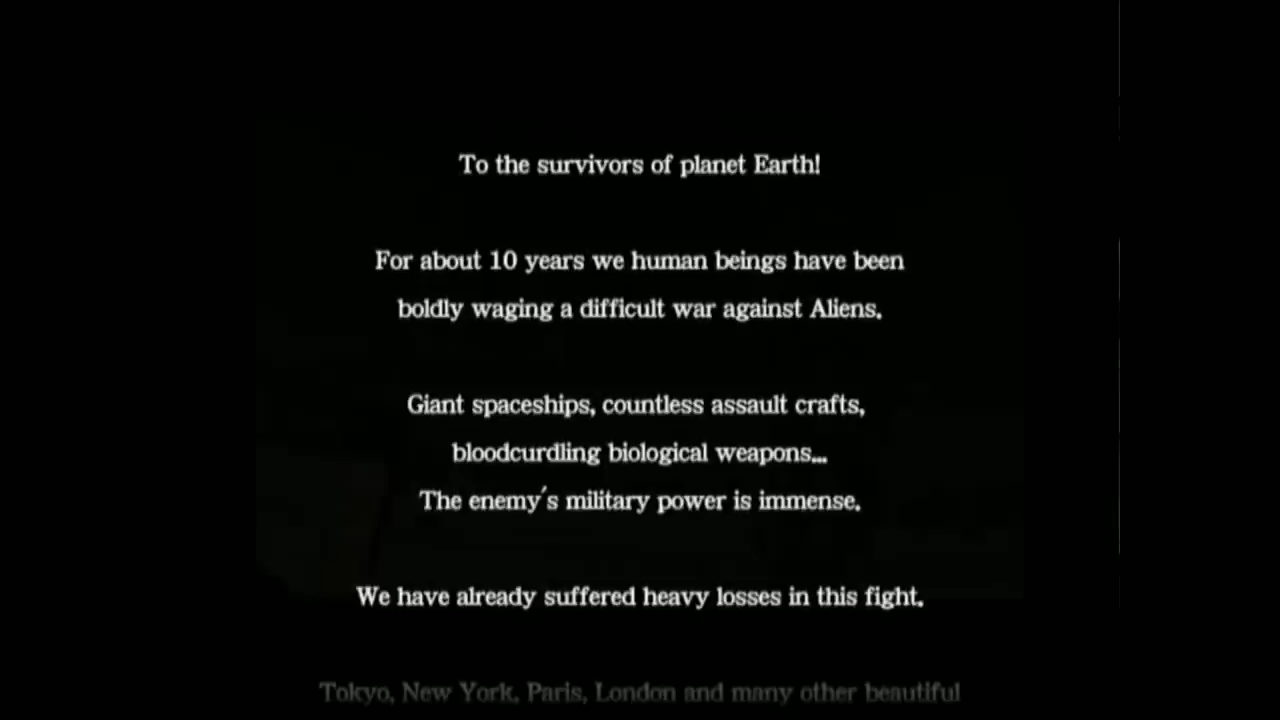 To the survivors of planet Earth!
For about 10 years we human beings have been
boldly waging a difficult war against Aliens.
Giant spaceships, countless assault crafts,
bloodcurdling biological weapons...
The enemy's military power is immense.
We have already suffered heavy losses in this fight.
Tokyo, New York, Paris, London and many other beautiful